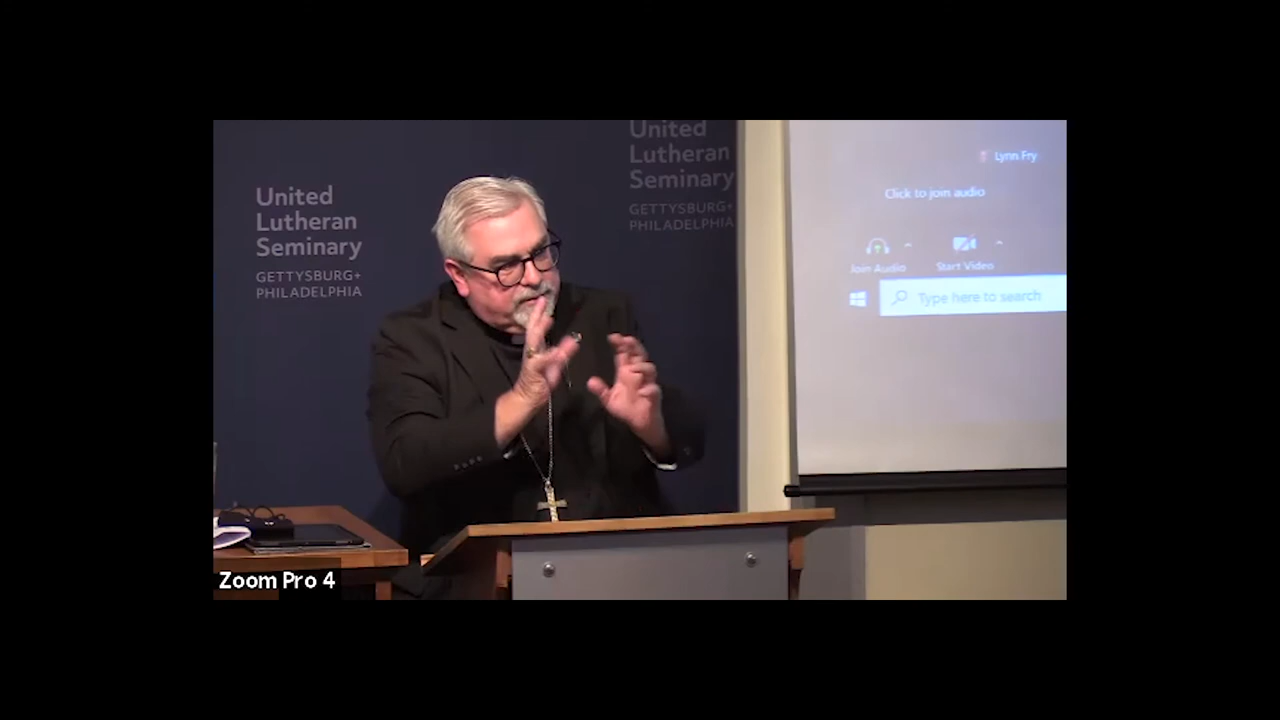 United
Lutheran
Seminary
GETTYSBURG+
PHILADELPHIA
United
Lutheran
Seminary
GETTYSBURG+
PHILADELPHIA
Lynn Fry
Click to join audio
Join Audio
Start Video
Type here to search
Zoom Pro 4